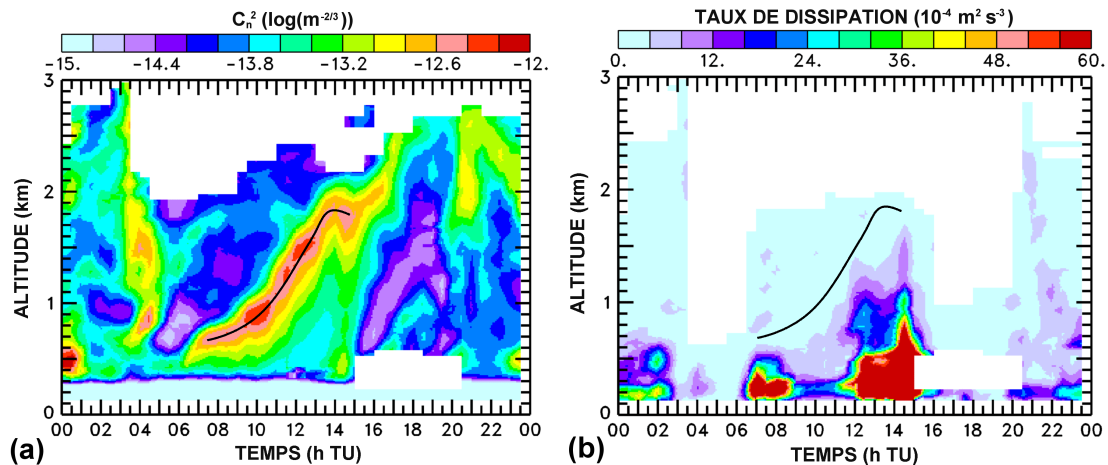 Cₙ² (log(m⁻²/³))
−15. −14.4 −13.8 −13.2 −12.6 −12.
ALTITUDE (km)
3
2
1
0
00 02 04 06 08 10 12 14 16 18 20 22 00
TEMPS (h TU)
(a)
TAUX DE DISSIPATION (10⁻⁴ m² s⁻³)
0. 12. 24. 36. 48. 60.
ALTITUDE (km)
3
2
1
0
00 02 04 06 08 10 12 14 16 18 20 22 00
TEMPS (h TU)
(b)